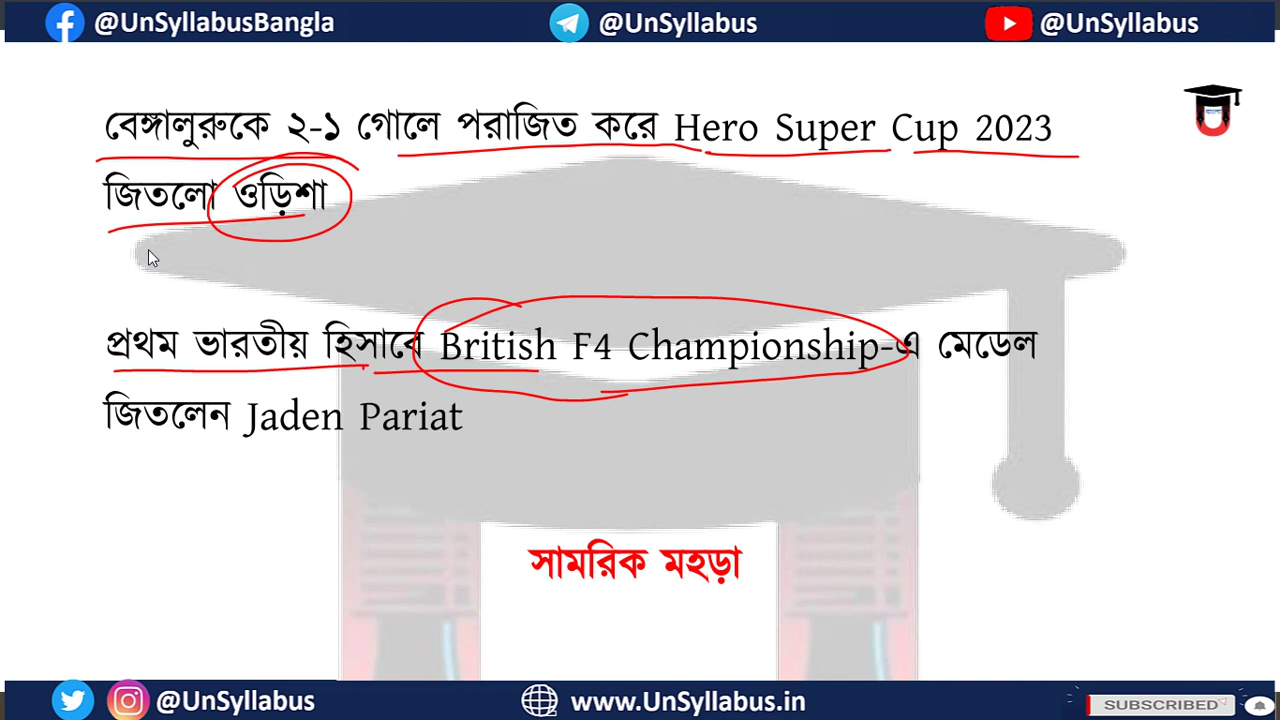 @UnSyllabusBangla
@UnSyllabus
@UnSyllabus
বেঙ্গালুরুকে ২-১ গোলে পরাজিত করে Hero Super Cup 2023
জিতলো ওড়িশা
প্রথম ভারতীয় হিসাবে British F4 Championship-এ মেডেল
জিতলেন Jaden Pariat
সামরিক মহড়া
@UnSyllabus
www.UnSyllabus.in
SUBSCRIBED